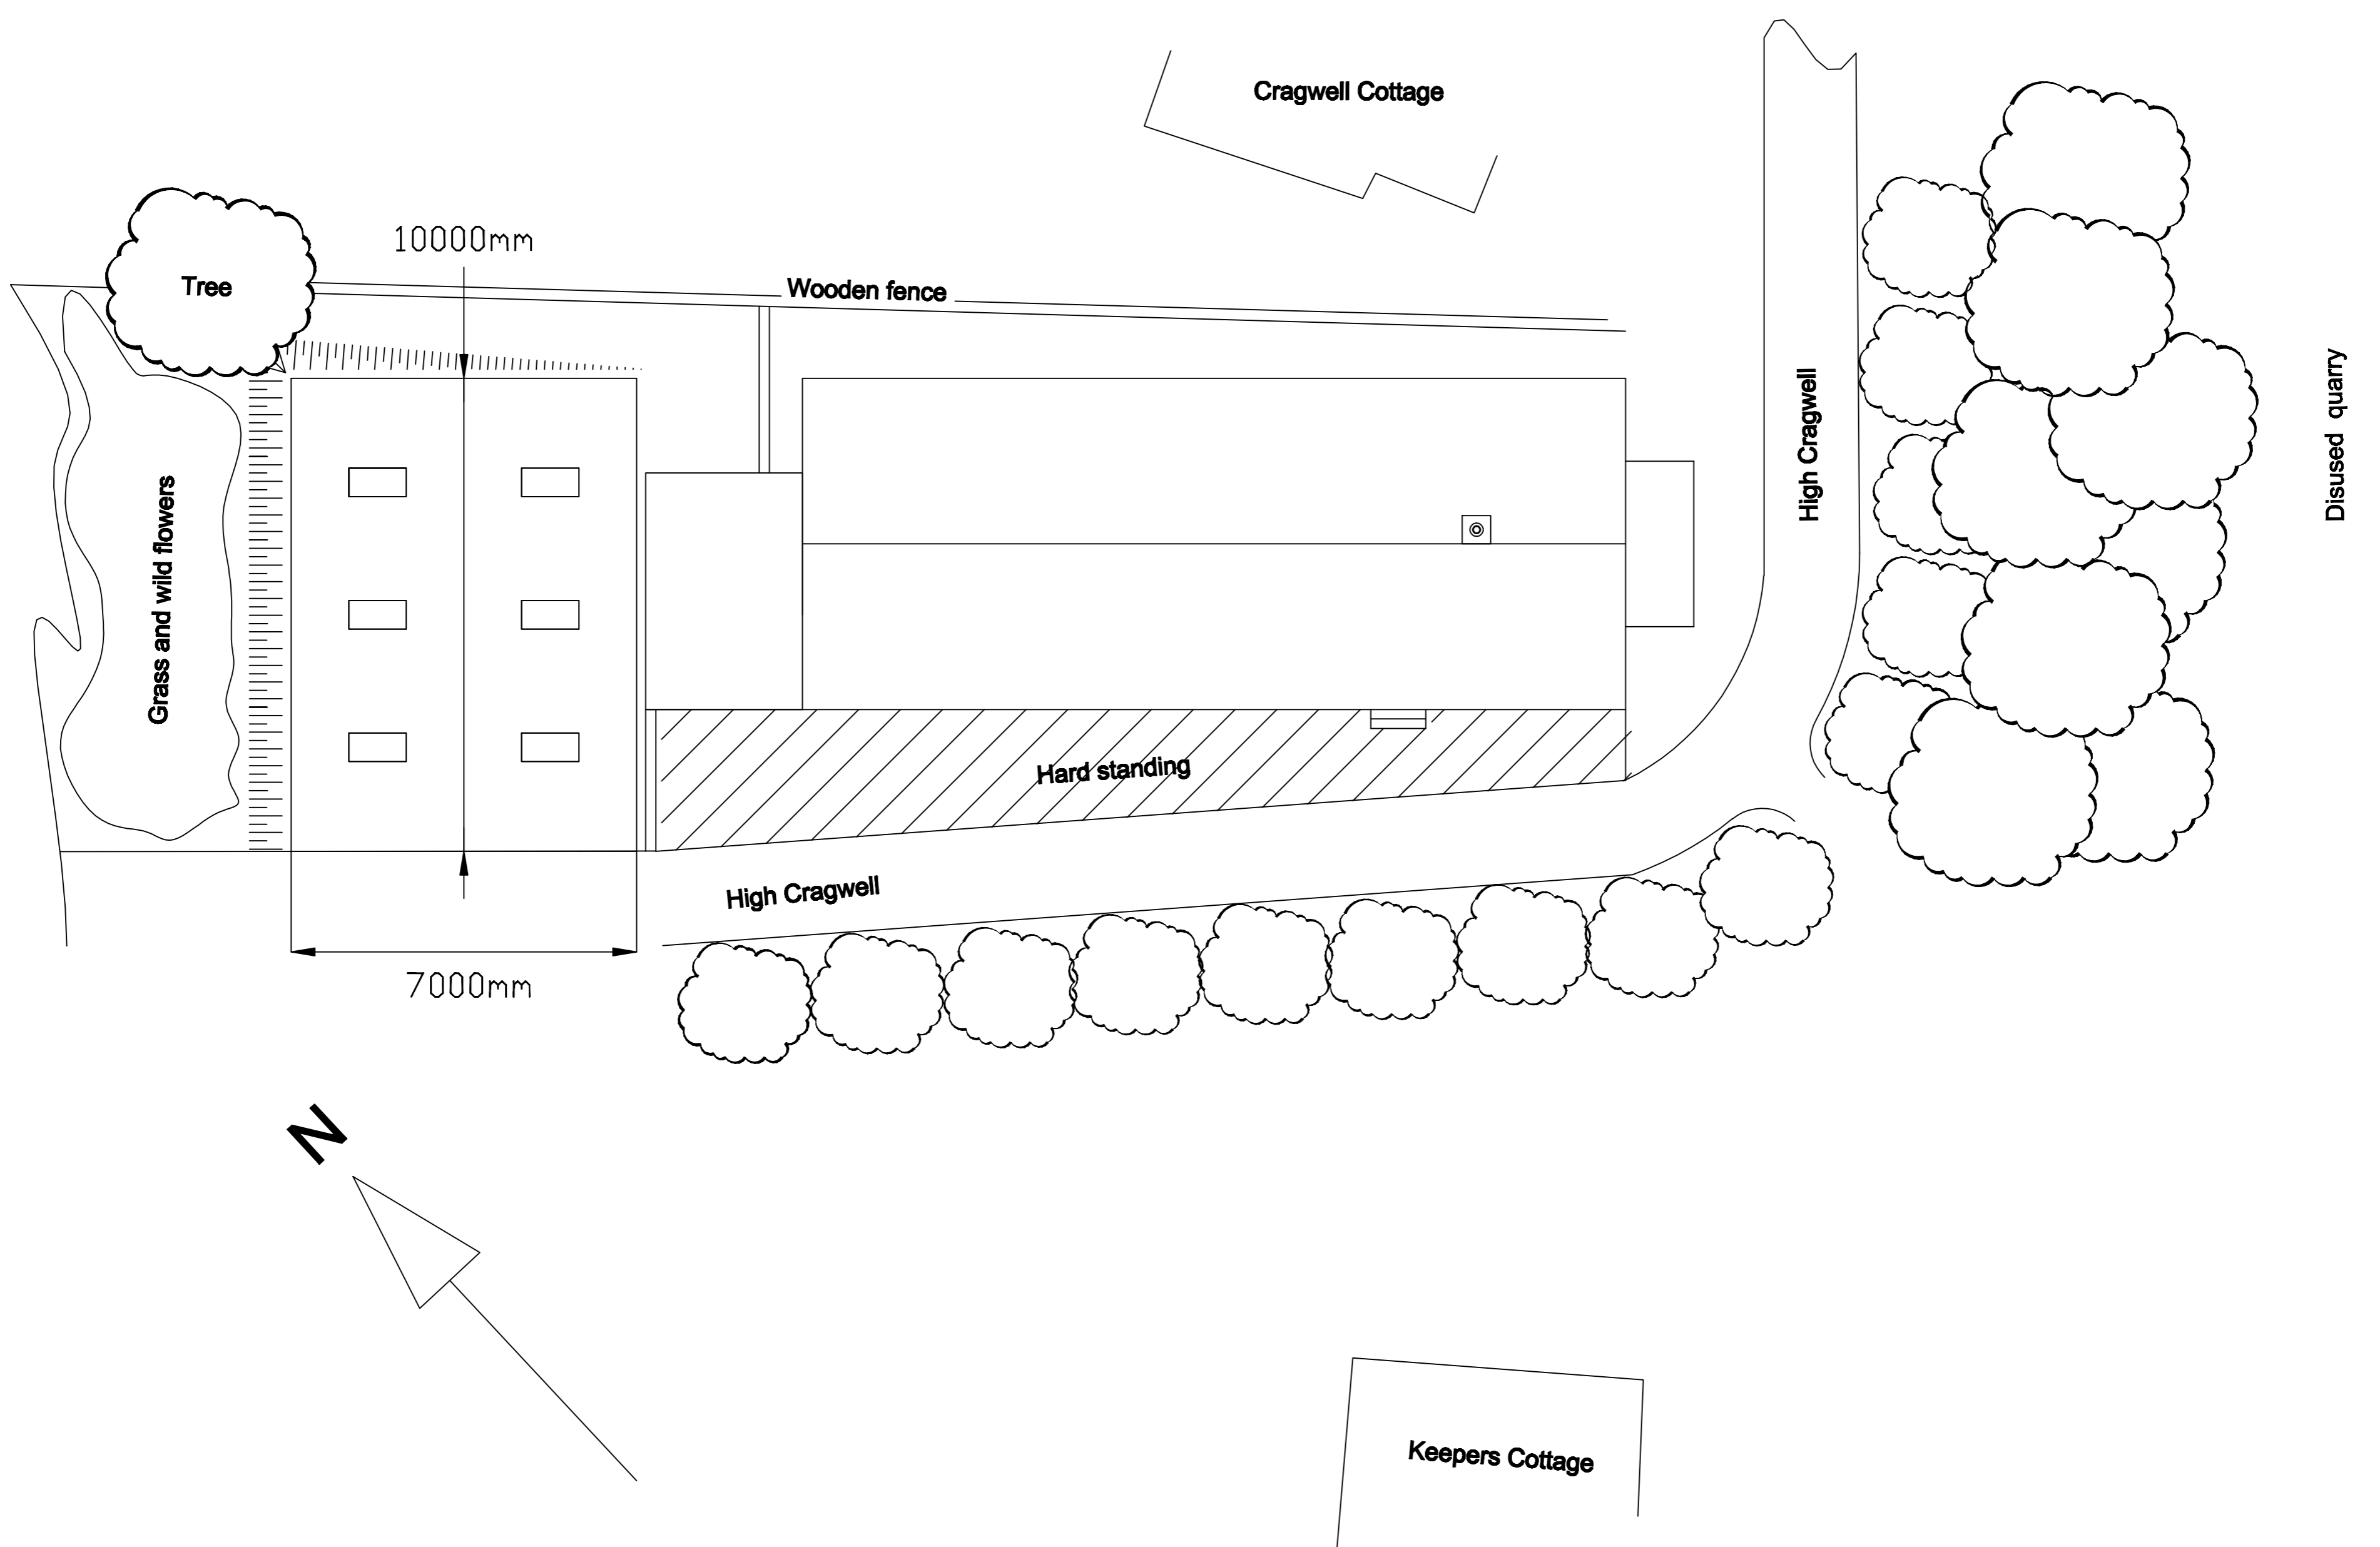 Cragwell Cottage
10000mm
Tree
Wooden fence
High Cragwell
Disused quarry
Grass and wild flowers
Hard standing
High Cragwell
7000mm
N
Keepers Cottage